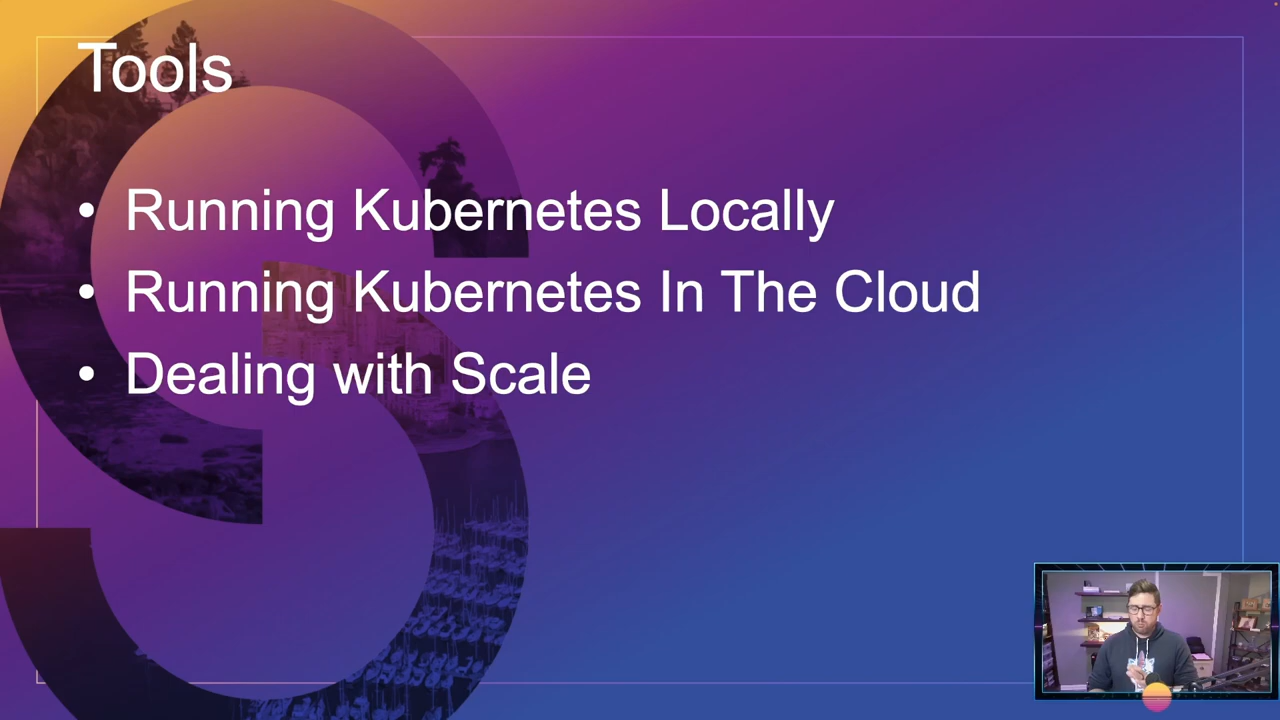 Tools
• Running Kubernetes Locally
• Running Kubernetes In The Cloud
• Dealing with Scale